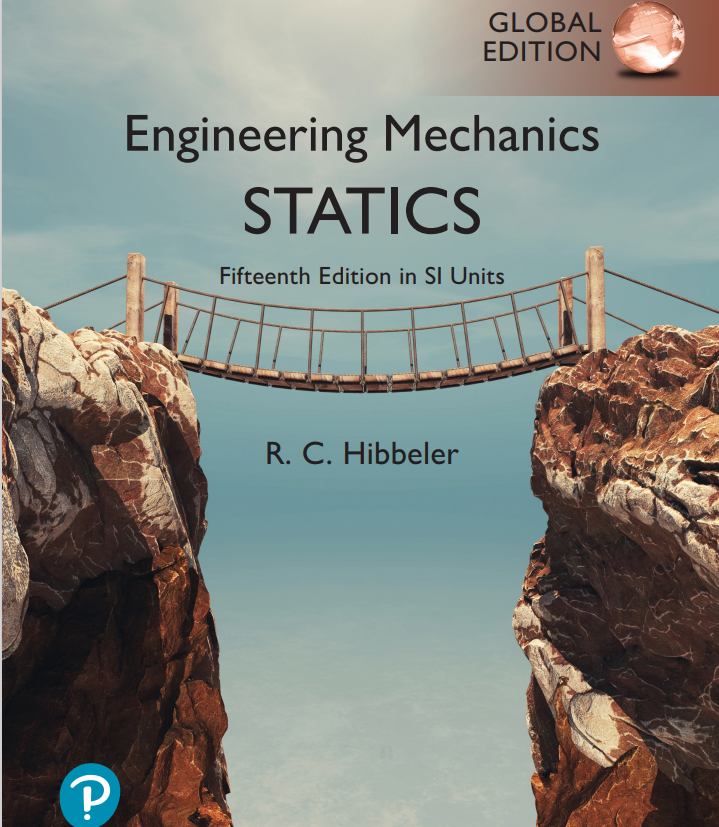 GLOBAL
EDITION
Engineering Mechanics
STATICS
Fifteenth Edition in SI Units
R. C. Hibbeler
P